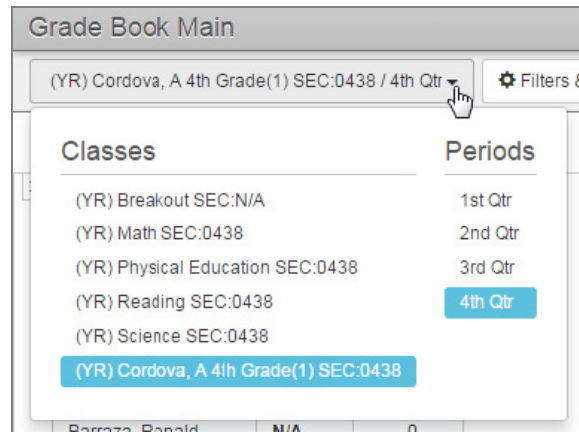 Grade Book Main
(YR) Cordova, A 4th Grade(1) SEC:0438 / 4th Qtr
Filters &
Classes
Periods
(YR) Breakout SEC:N/A
1st Qtr
(YR) Math SEC:0438
2nd Qtr
(YR) Physical Education SEC:0438
3rd Qtr
(YR) Reading SEC:0438
4th Qtr
(YR) Science SEC:0438
(YR) Cordova, A 4th Grade(1) SEC:0438
Barraza, Ronald N/A 0